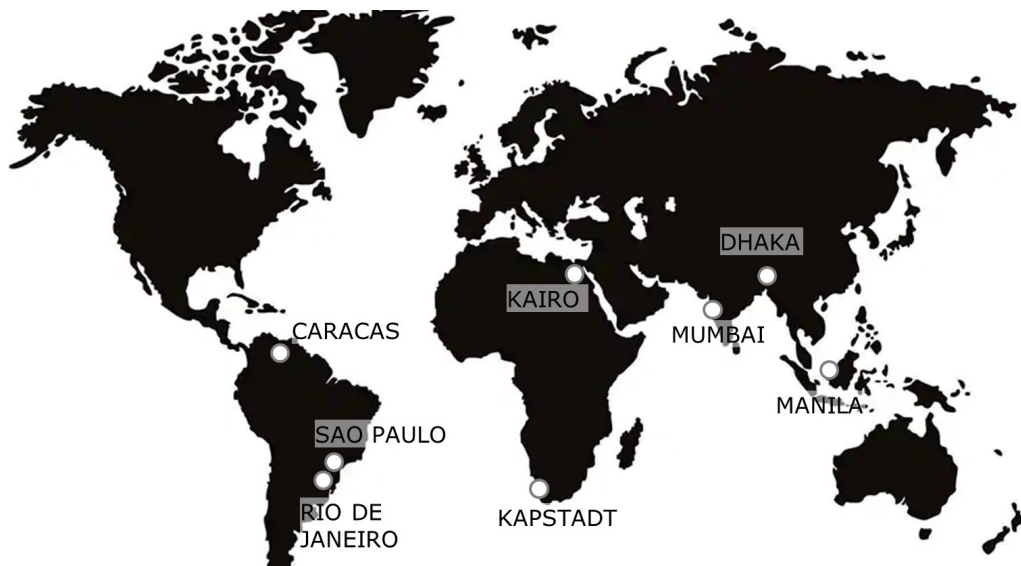 DHAKA
KAIRO
CARACAS
MUMBAI
MANILA
SAO PAULO
RIO DE
JANEIRO
KAPSTADT